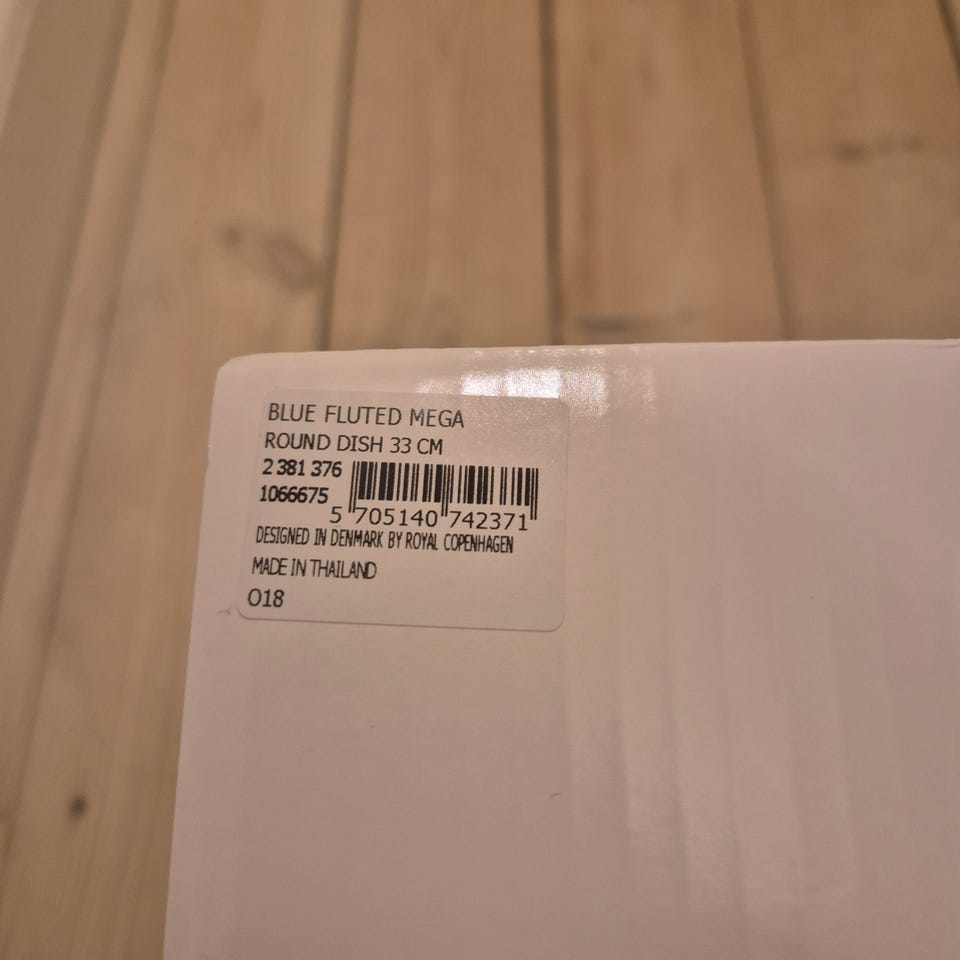 BLUE FLUTED MEGA
ROUND DISH 33 CM
2 381 376
1066675
5 705140 742371
DESIGNED IN DENMARK BY ROYAL COPENHAGEN
MADE IN THAILAND
O18